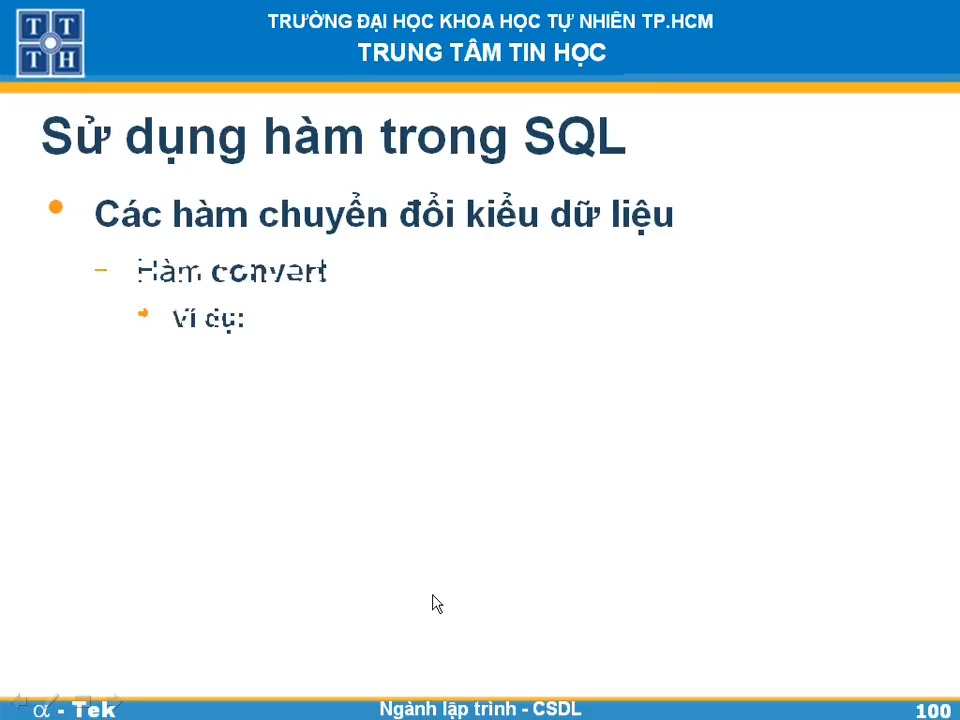 TRƯỜNG ĐẠI HỌC KHOA HỌC TỰ NHIÊN TP.HCM
TRUNG TÂM TIN HỌC
T T
T H
Sử dụng hàm trong SQL
• Các hàm chuyển đổi kiểu dữ liệu
– Hàm convert
Ví dụ:
α - Tek
Ngành lập trình - CSDL
100